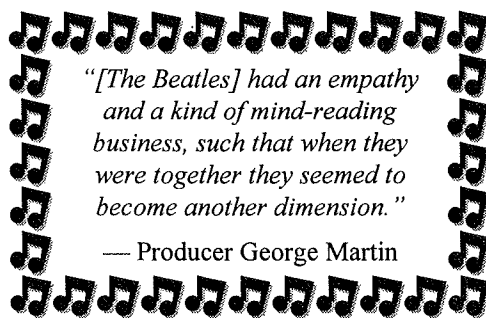 “[The Beatles] had an empathy
and a kind of mind-reading
business, such that when they
were together they seemed to
become another dimension.”
— Producer George Martin